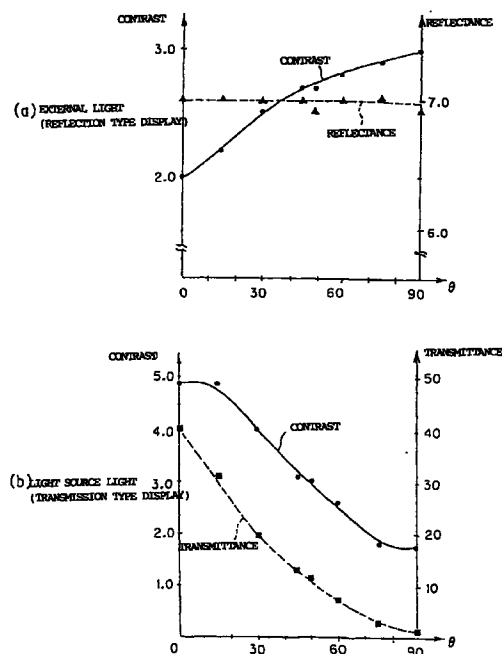 CONTRAST
REFLECTANCE
3.0
CONTRAST
(a) EXTERNAL LIGHT
(REFLECTION TYPE DISPLAY)
7.0
REFLECTANCE
2.0
6.0
0 30 60 90 θ
CONTRAST
TRANSMITTANCE
5.0
50
4.0
CONTRAST
40
(b) LIGHT SOURCE LIGHT
(TRANSMISSION TYPE DISPLAY)
3.0
30
TRANSMITTANCE
2.0
20
1.0
10
0 30 60 90 θ